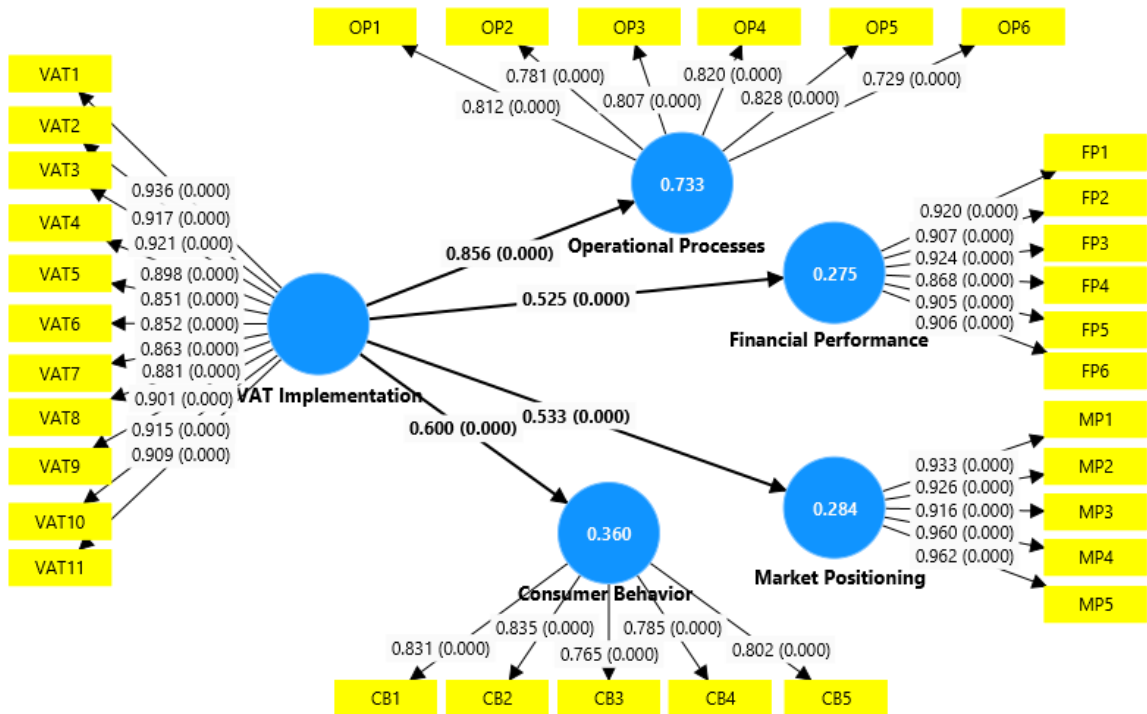 OP1
OP2
OP3
OP4
OP5
OP6
0.812 (0.000)
0.781 (0.000)
0.807 (0.000)
0.820 (0.000)
0.828 (0.000)
0.729 (0.000)
VAT1
VAT2
VAT3
VAT4
VAT5
VAT6
VAT7
VAT8
VAT9
VAT10
VAT11
0.936 (0.000)
0.917 (0.000)
0.921 (0.000)
0.898 (0.000)
0.851 (0.000)
0.852 (0.000)
0.863 (0.000)
0.881 (0.000)
0.901 (0.000)
0.915 (0.000)
0.909 (0.000)
VAT Implementation
0.856 (0.000)
0.525 (0.000)
0.533 (0.000)
0.600 (0.000)
0.733
Operational Processes
0.275
Financial Performance
0.920 (0.000)
0.907 (0.000)
0.924 (0.000)
0.868 (0.000)
0.905 (0.000)
0.906 (0.000)
FP1
FP2
FP3
FP4
FP5
FP6
0.284
Market Positioning
0.933 (0.000)
0.926 (0.000)
0.916 (0.000)
0.960 (0.000)
0.962 (0.000)
MP1
MP2
MP3
MP4
MP5
0.360
Consumer Behavior
0.831 (0.000)
0.835 (0.000)
0.765 (0.000)
0.785 (0.000)
0.802 (0.000)
CB1
CB2
CB3
CB4
CB5